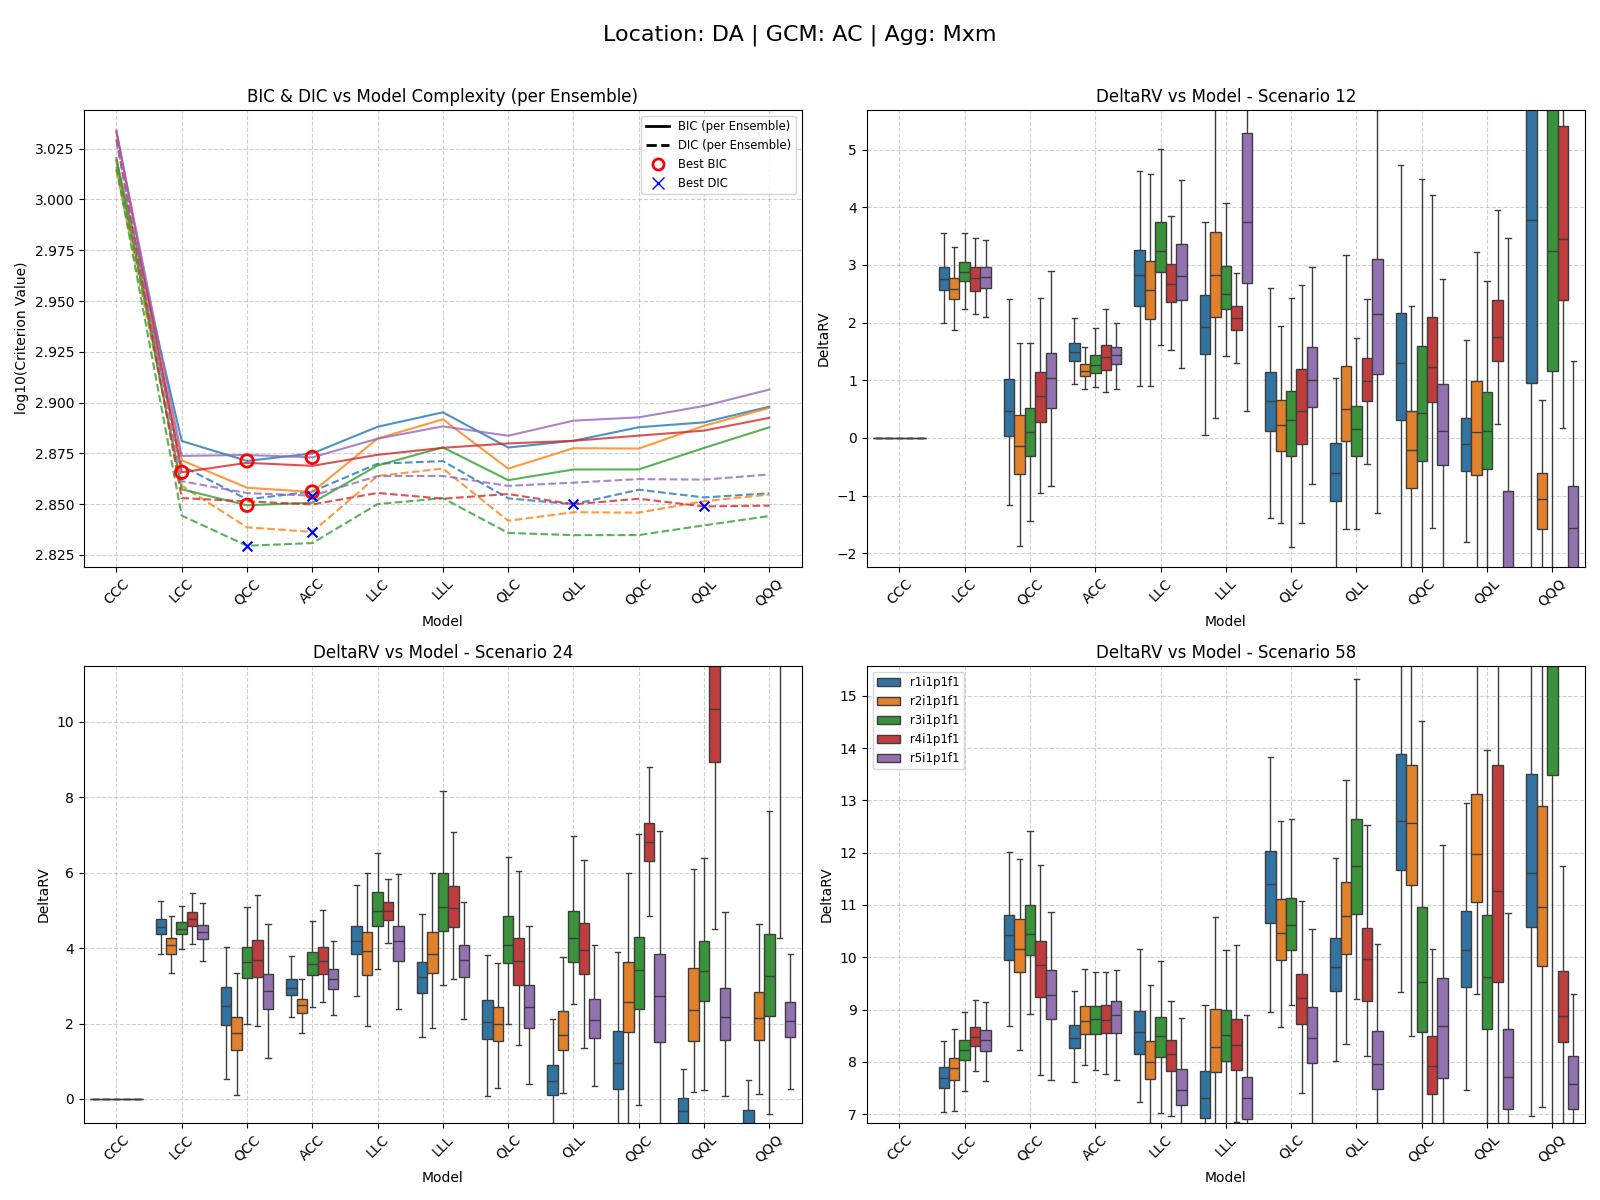 Location: DA | GCM: AC | Agg: Mxm
BIC & DIC vs Model Complexity (per Ensemble)
log10(Criterion Value)
3.025
3.000
2.975
2.950
2.925
2.900
2.875
2.850
2.825
BIC (per Ensemble)
DIC (per Ensemble)
Best BIC
Best DIC
CCC
LCC
QCC
ACC
LLC
LLL
QLC
QLL
QQC
QQL
QQQ
Model
DeltaRV vs Model - Scenario 12
DeltaRV
5
4
3
2
1
0
−1
−2
CCC
LCC
QCC
ACC
LLC
LLL
QLC
QLL
QQC
QQL
QQQ
Model
DeltaRV vs Model - Scenario 24
DeltaRV
10
8
6
4
2
0
CCC
LCC
QCC
ACC
LLC
LLL
QLC
QLL
QQC
QQL
QQQ
Model
DeltaRV vs Model - Scenario 58
DeltaRV
15
14
13
12
11
10
9
8
7
r1i1p1f1
r2i1p1f1
r3i1p1f1
r4i1p1f1
r5i1p1f1
CCC
LCC
QCC
ACC
LLC
LLL
QLC
QLL
QQC
QQL
QQQ
Model